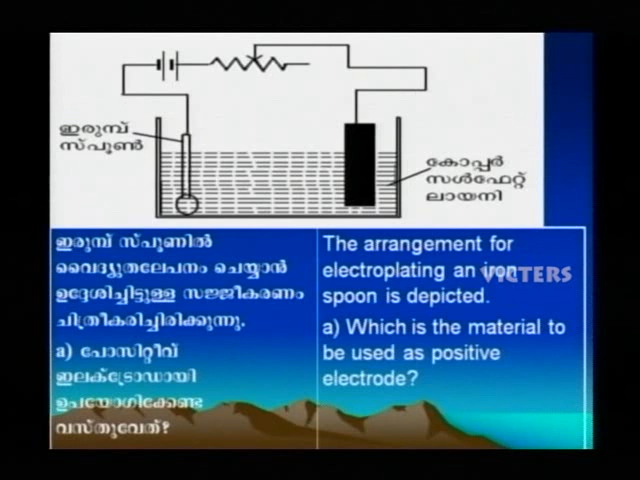 ഇരുമ്പ്
സ്പൂൺ
കോപ്പർ
സൾഫേറ്റ്
ലായനി
ഇരുമ്പ് സ്പൂണിൽ
വൈദ്യുതലേപനം ചെയ്യാൻ
ഉദ്ദേശിച്ചിട്ടുള്ള സജ്ജീകരണം
ചിത്രീകരിച്ചിരിക്കുന്നു.
a) പോസിറ്റീവ്
ഇലക്ട്രോഡായി
ഉപയോഗിക്കേണ്ട
വസ്തുവേത്?
The arrangement for
electroplating an iron
spoon is depicted.
a) Which is the material to
be used as positive
electrode?
VICTERS